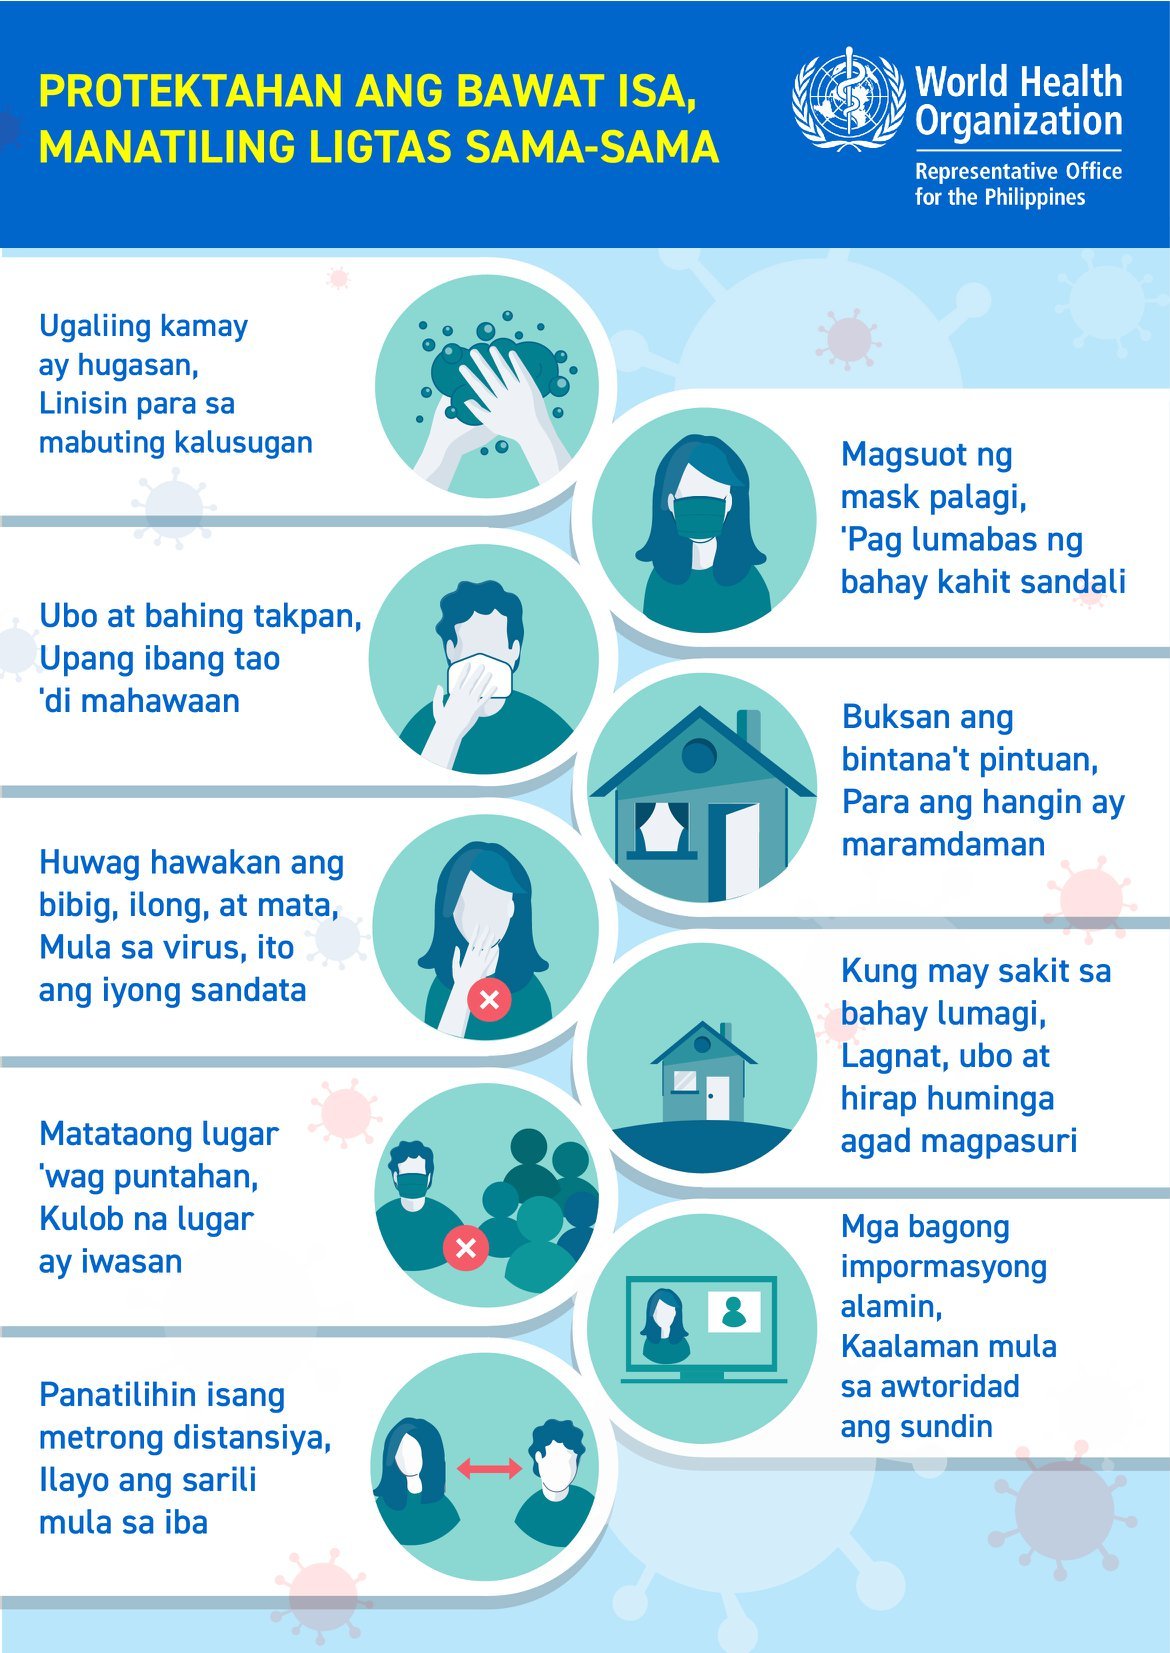 PROTEKTAHAN ANG BAWAT ISA,
MANATILING LIGTAS SAMA-SAMA
World Health
Organization
Representative Office
for the Philippines
Ugaliing kamay
ay hugasan,
Linisin para sa
mabuting kalusugan
Magsuot ng
mask palagi,
'Pag lumabas ng
bahay kahit sandali
Ubo at bahing takpan,
Upang ibang tao
'di mahawaan
Buksan ang
bintana't pintuan,
Para ang hangin ay
maramdaman
Huwag hawakan ang
bibig, ilong, at mata,
Mula sa virus, ito
ang iyong sandata
Kung may sakit sa
bahay lumagi,
Lagnat, ubo at
hirap huminga
agad magpasuri
Matataong lugar
'wag puntahan,
Kulob na lugar
ay iwasan
Mga bagong
impormasyong
alamin,
Kaalaman mula
sa awtoridad
ang sundin
Panatilihin isang
metrong distansiya,
Ilayo ang sarili
mula sa iba